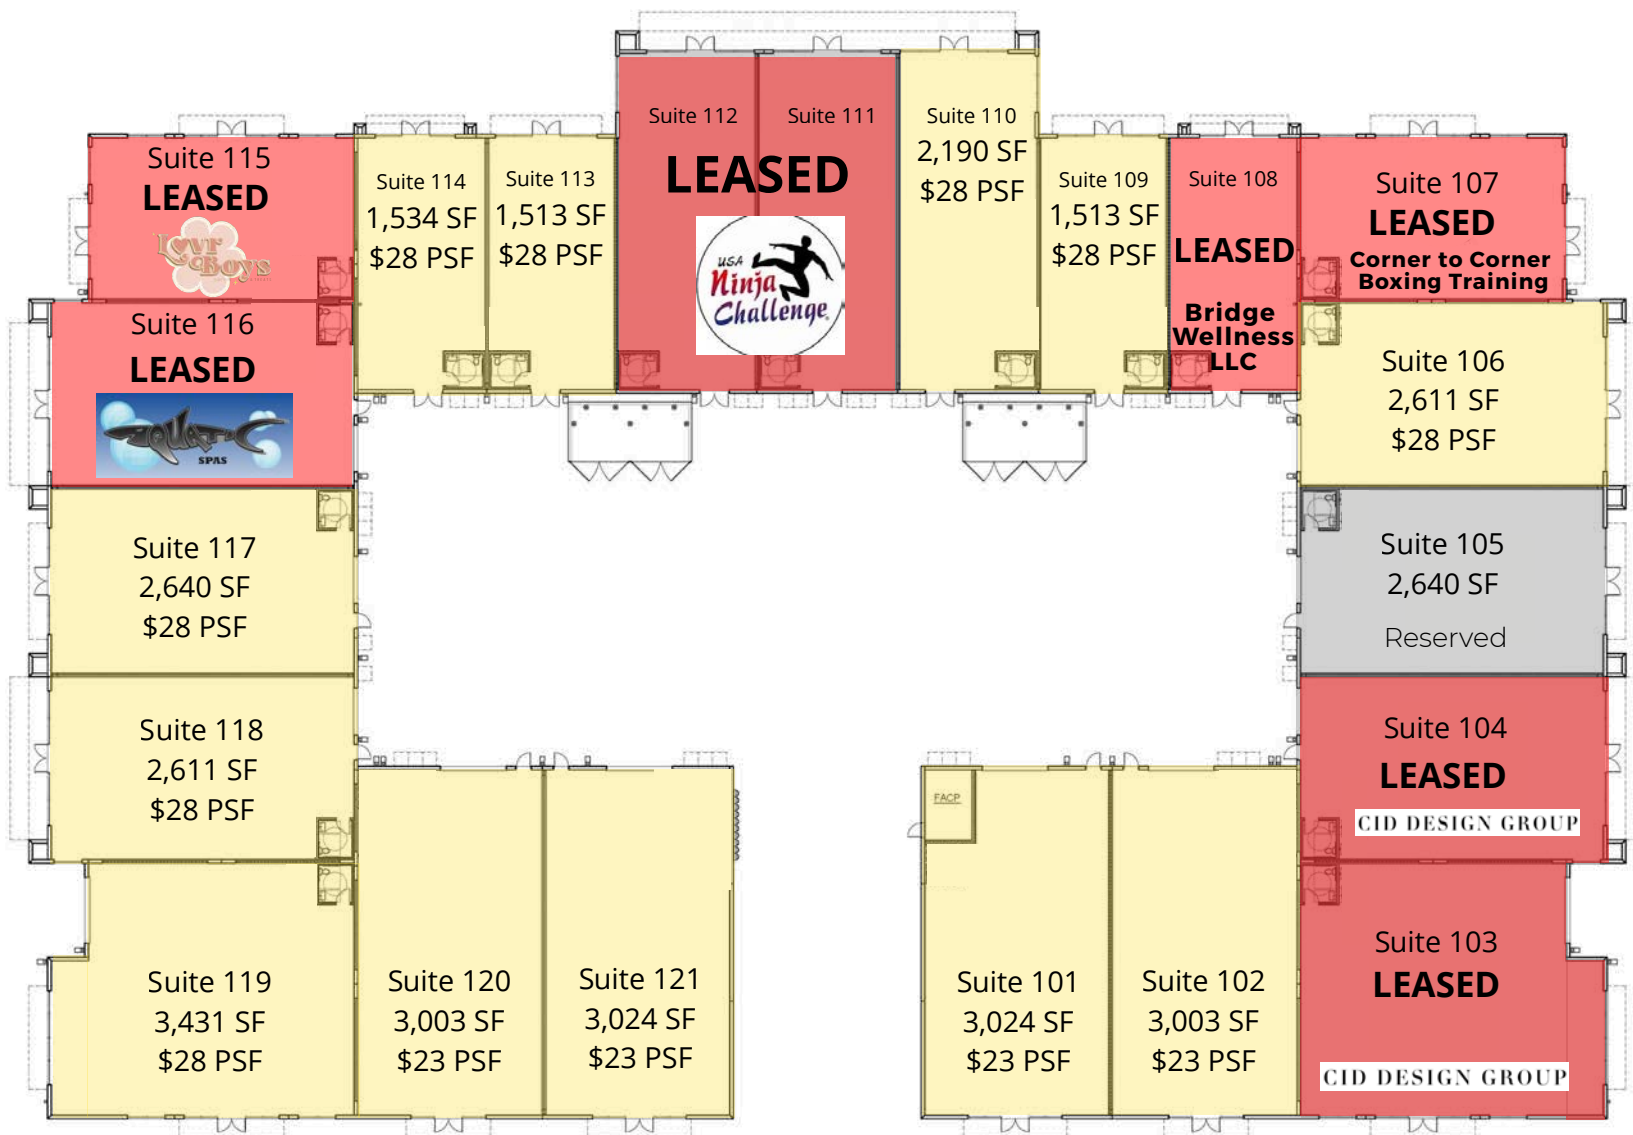 Suite 112
Suite 111
LEASED
USA
Ninja
Challenge
Suite 110
2,190 SF
$28 PSF
Suite 115
LEASED
Lovr
Boys
Suite 114
1,534 SF
$28 PSF
Suite 113
1,513 SF
$28 PSF
Suite 109
1,513 SF
$28 PSF
Suite 108
LEASED
Bridge
Wellness
LLC
Suite 107
LEASED
Corner to Corner
Boxing Training
Suite 116
LEASED
AQUATIC
SPAS
Suite 106
2,611 SF
$28 PSF
Suite 117
2,640 SF
$28 PSF
Suite 105
2,640 SF
Reserved
Suite 118
2,611 SF
$28 PSF
Suite 104
LEASED
CID DESIGN GROUP
FACP
Suite 119
3,431 SF
$28 PSF
Suite 120
3,003 SF
$23 PSF
Suite 121
3,024 SF
$23 PSF
Suite 101
3,024 SF
$23 PSF
Suite 102
3,003 SF
$23 PSF
Suite 103
LEASED
CID DESIGN GROUP